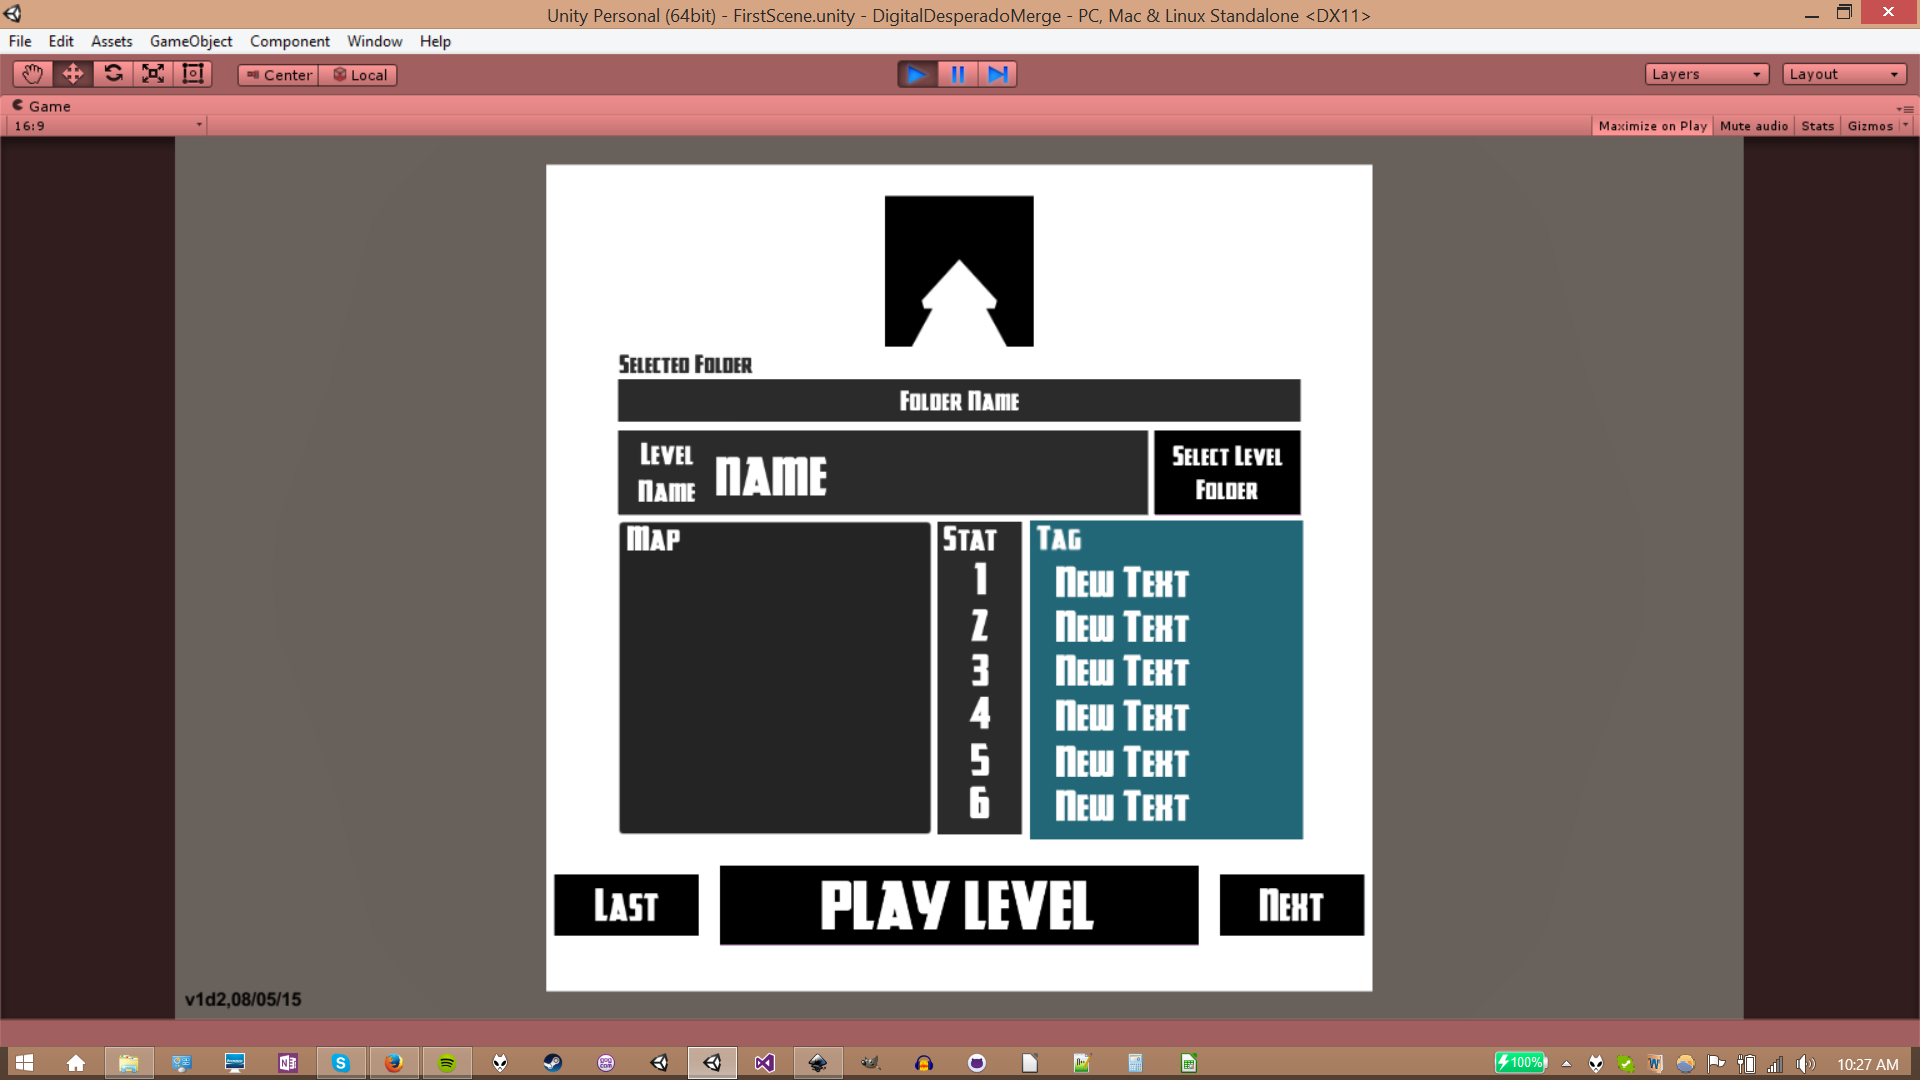 Unity Personal (64bit) - FirstScene.unity - DigitalDesperadoMerge - PC, Mac & Linux Standalone <DX11>
File Edit Assets GameObject Component Window Help
Center Local Layers Layout
Game
16:9 Maximize on Play Mute audio Stats Gizmos
Selected Folder
Folder Name
Level
Name
NAME
Select Level
Folder
Map
Stat
1
2
3
4
5
6
Tag
New Text
New Text
New Text
New Text
New Text
New Text
Last
PLAY LEVEL
Next
v1d2,08/05/15
100%
10:27 AM